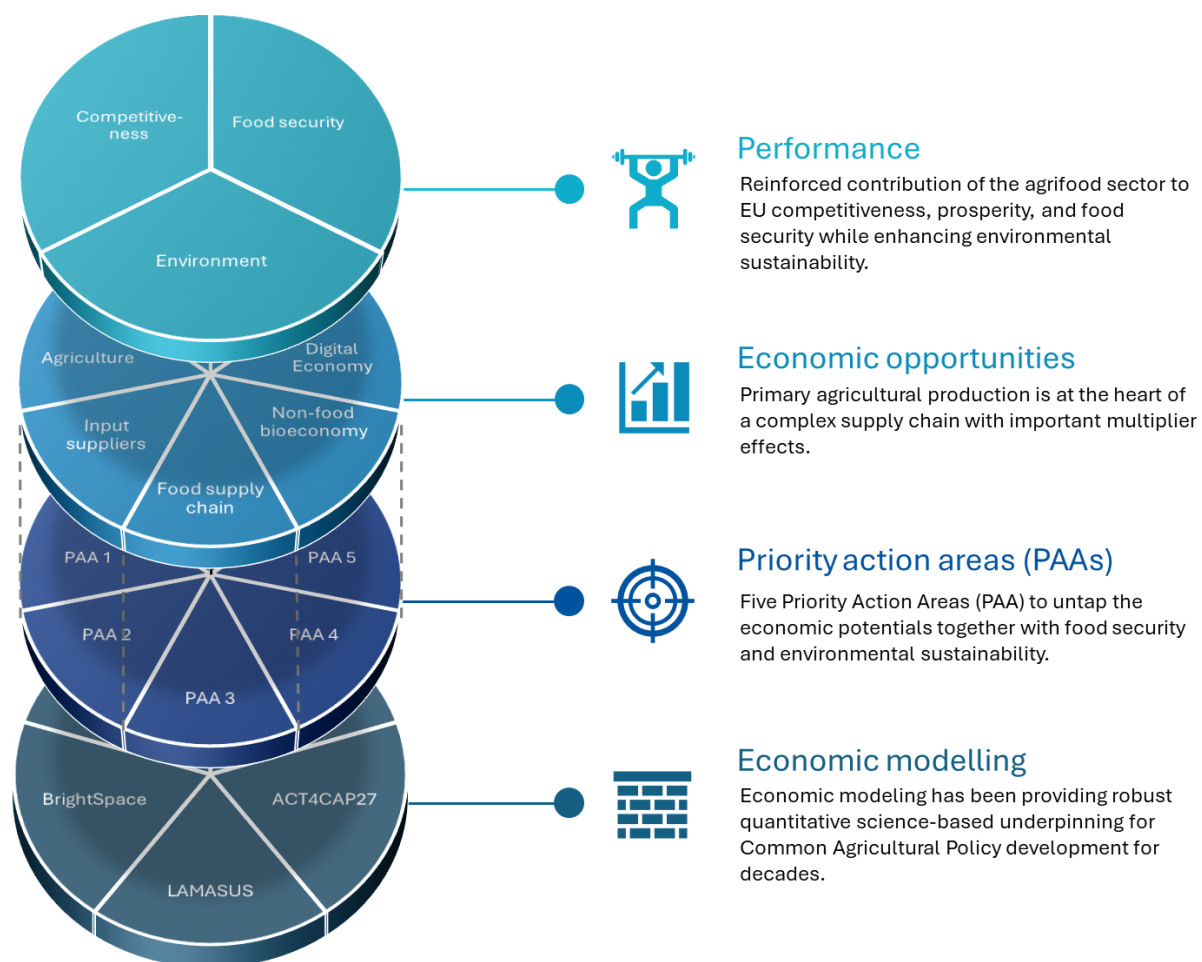 Competitive-
ness
Food security
Environment
Performance
Reinforced contribution of the agrifood sector to
EU competitiveness, prosperity, and food
security while enhancing environmental
sustainability.
Agriculture
Digital
Economy
Input
suppliers
Non-food
bioeconomy
Food supply
chain
Economic opportunities
Primary agricultural production is at the heart of
a complex supply chain with important multiplier
effects.
PAA 1
PAA 5
PAA 2
PAA 4
PAA 3
Priority action areas (PAAs)
Five Priority Action Areas (PAA) to untap the
economic potentials together with food security
and environmental sustainability.
BrightSpace
ACT4CAP27
LAMASUS
Economic modelling
Economic modeling has been providing robust
quantitative science-based underpinning for
Common Agricultural Policy development for
decades.